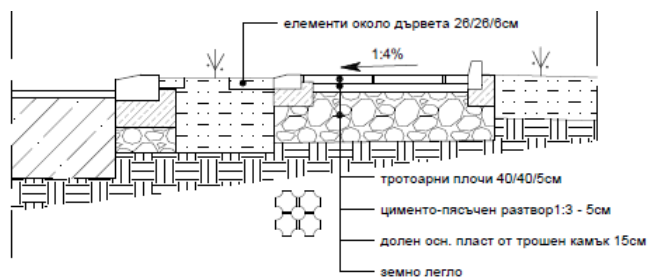 елементи около дървета 26/26/6см
1:4%
тротоарни плочи 40/40/5см
цименто-пясъчен разтвор1:3 - 5см
долен осн. пласт от трошен камък 15см
земно легло